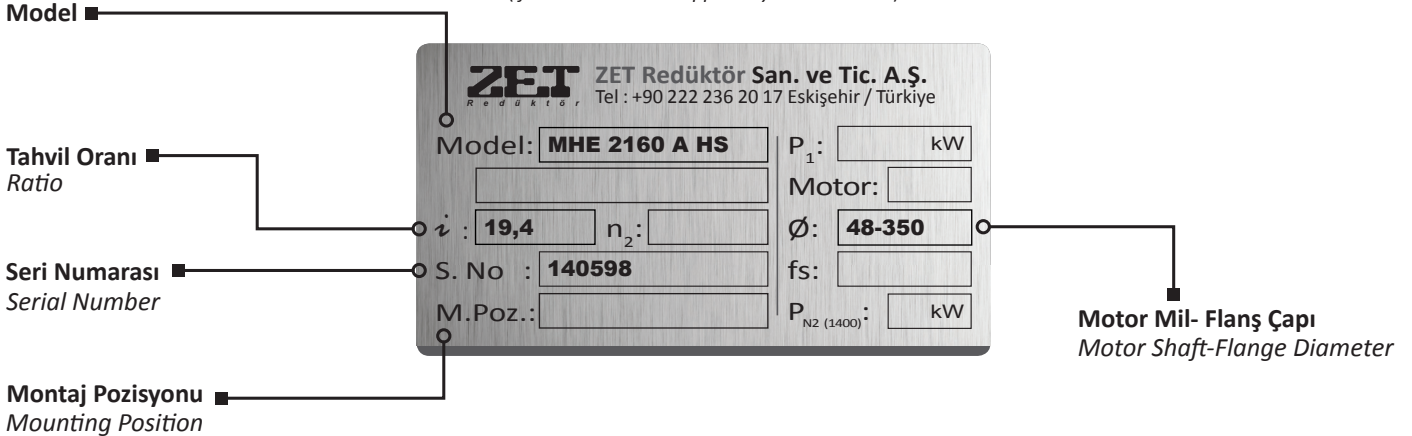 Model
ZET
Redüktör
ZET Redüktör San. ve Tic. A.Ş.
Tel : +90 222 236 20 17 Eskişehir / Türkiye
Model: MHE 2160 A HS
P1: kW
Motor:
Tahvil Oranı
Ratio
i : 19,4 n2:
Ø: 48-350
Seri Numarası
Serial Number
S. No : 140598
fs:
M.Poz.:
PN2 (1400): kW
Motor Mil- Flanş Çapı
Motor Shaft-Flange Diameter
Montaj Pozisyonu
Mounting Position